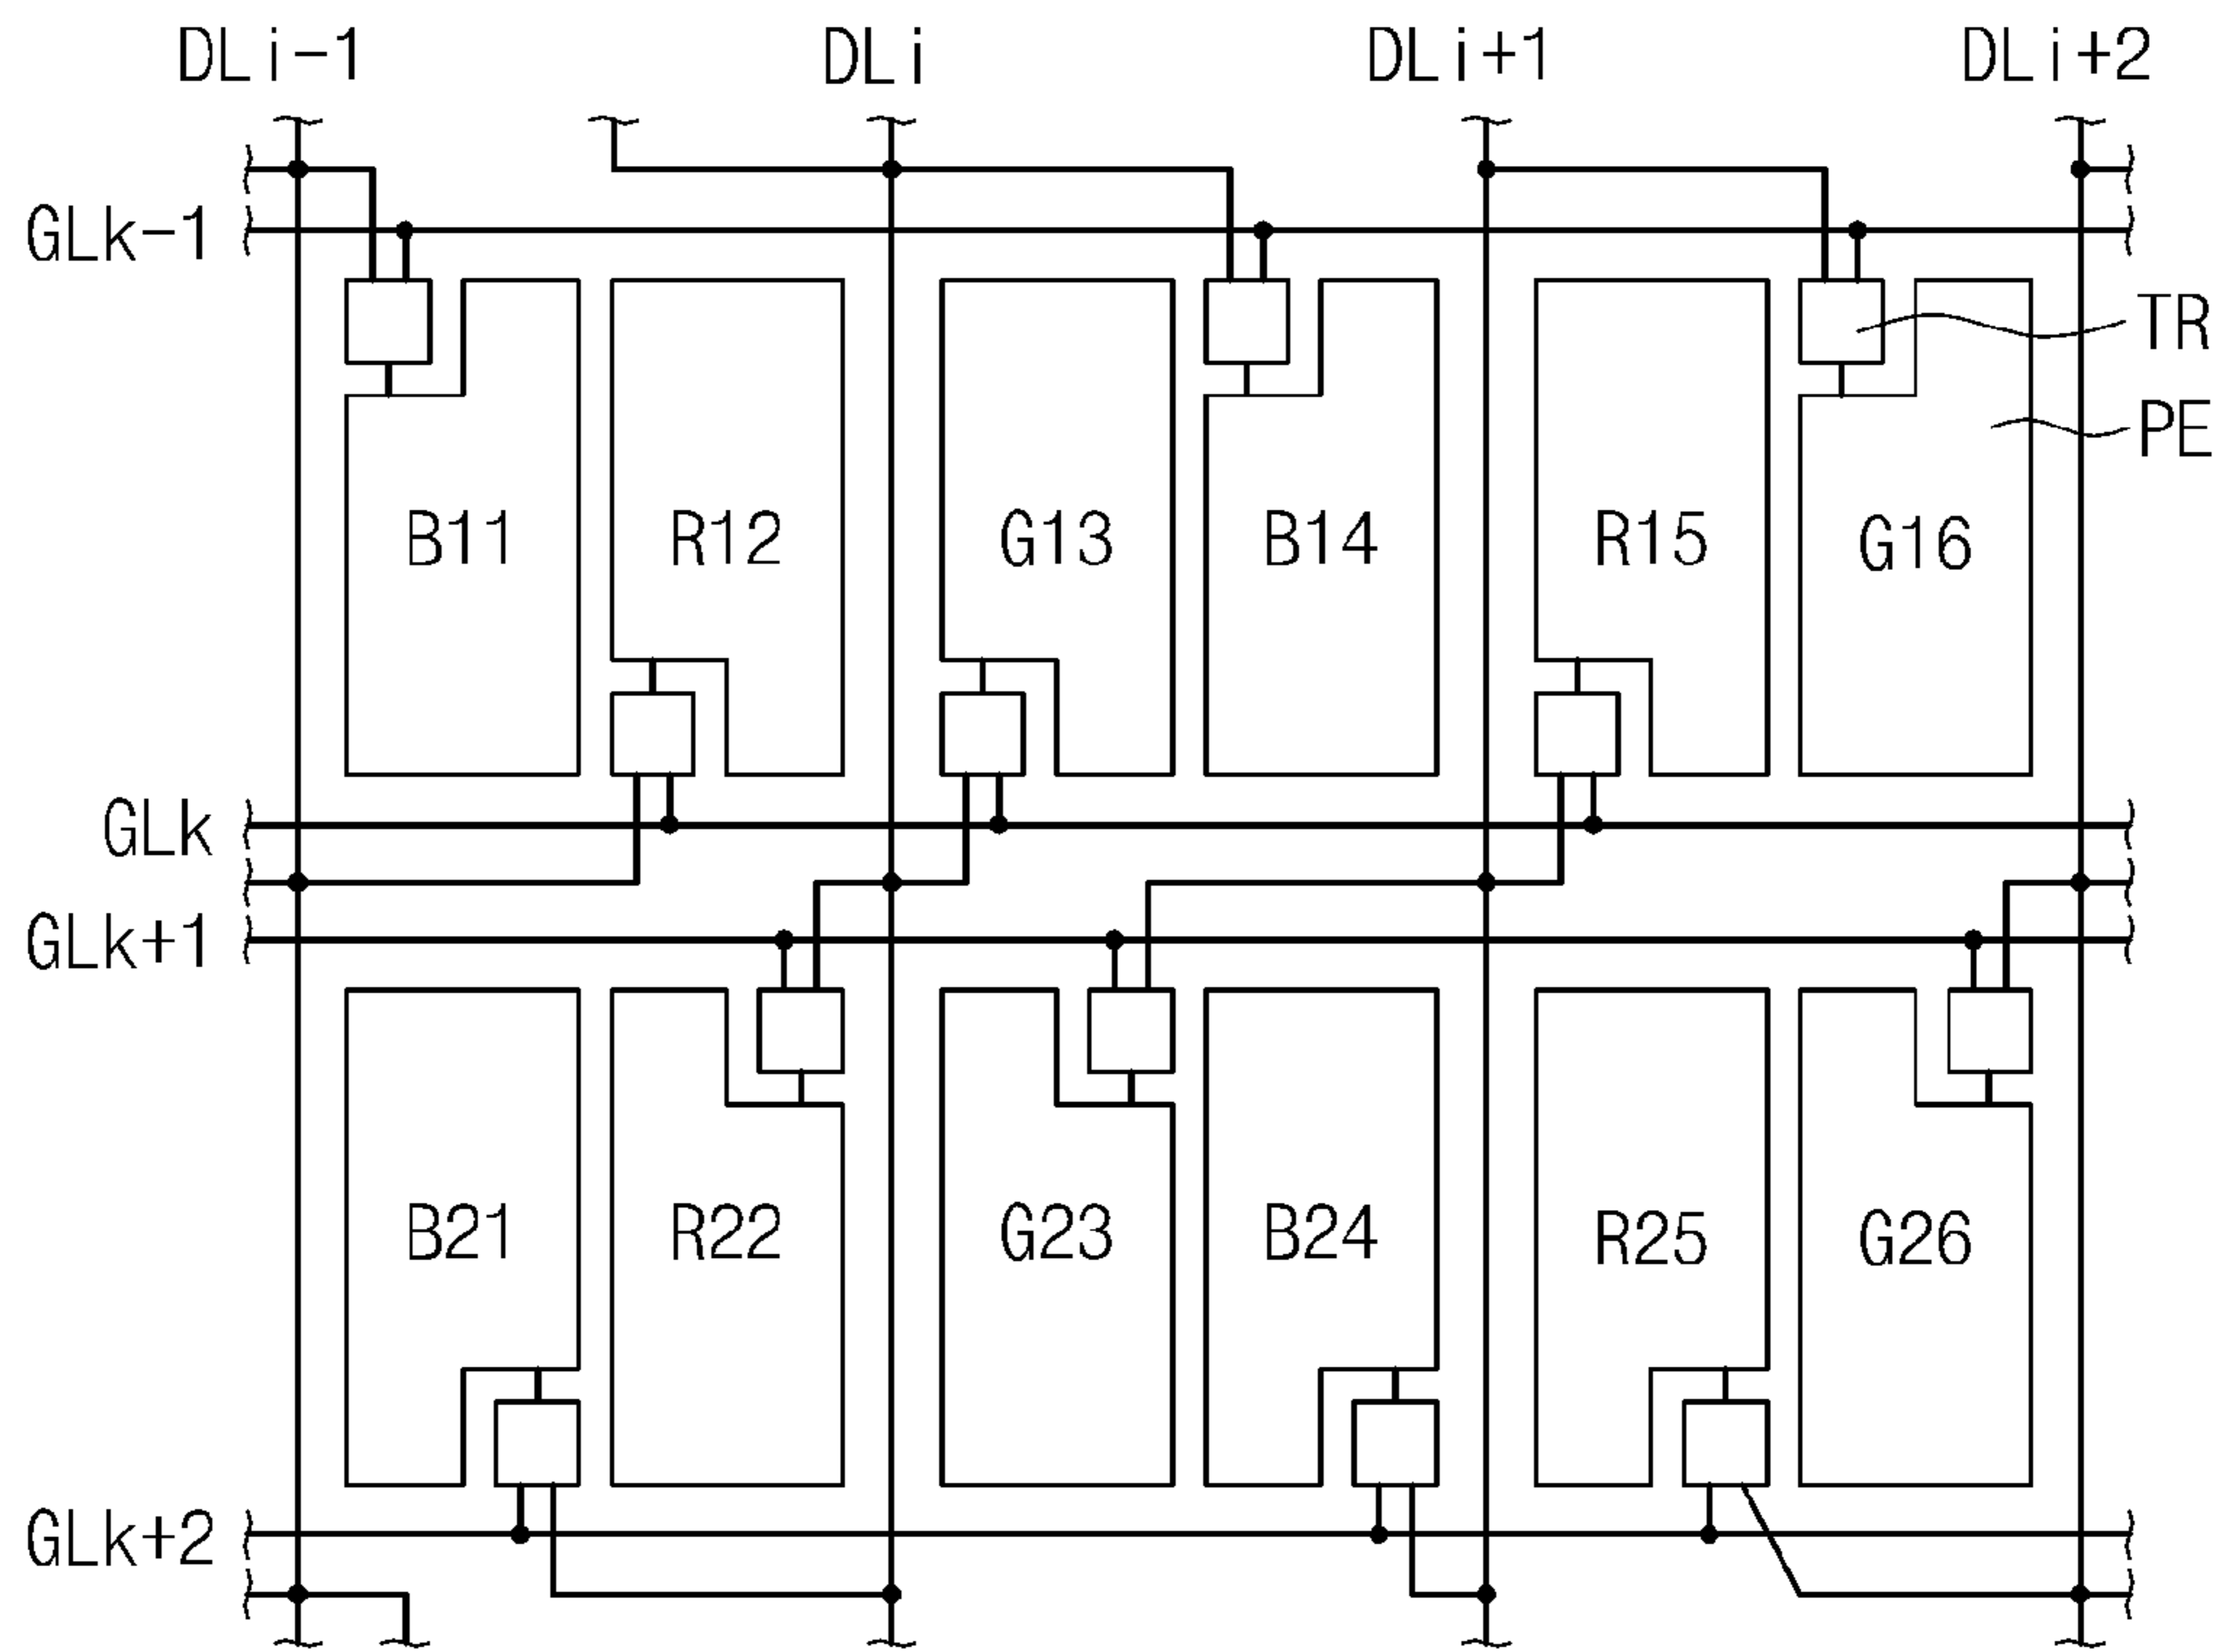 DLi-1 DLi DLi+1 DLi+2
GLk-1
TR
PE
B11 R12 G13 B14 R15 G16
GLk
GLk+1
B21 R22 G23 B24 R25 G26
GLk+2